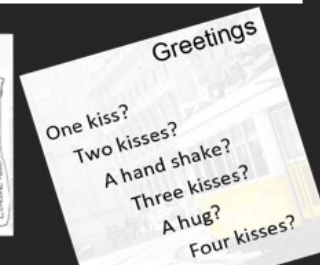 Greetings
One kiss?
Two kisses?
A hand shake?
Three kisses?
A hug?
Four kisses?